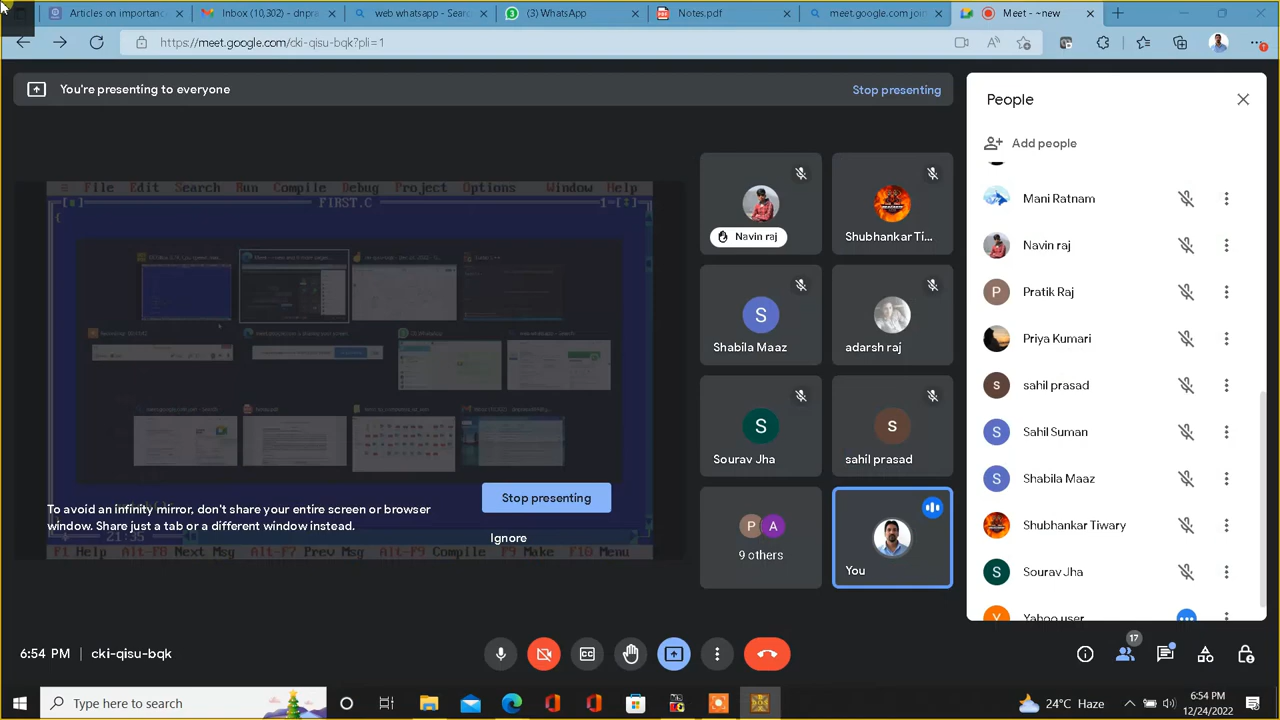 Articles on importanc
Inbox (10,302) - dnpra
web whatsapp - Sear
(3) WhatsApp
Notes.pdf
meet.google.com join
Meet - ~new
https://meet.google.com/cki-qisu-bqk?pli=1
You're presenting to everyone
Stop presenting
People
Add people
File Edit Search Run Compile Debug Project Options Window Help
FIRST.C
1
{
To avoid an infinity mirror, don't share your entire screen or browser
window. Share just a tab or a different window instead.
Stop presenting
Ignore
21:35
F1 Help Alt-F8 Next Msg Alt-F7 Prev Msg Alt-F9 Compile F9 Make F10 Menu
Navin raj
Shubhankar Ti...
Shabila Maaz
S
adarsh raj
Sourav Jha
S
sahil prasad
s
P A
9 others
You
Mani Ratnam
Navin raj
P
Pratik Raj
Priya Kumari
s
sahil prasad
S
Sahil Suman
S
Shabila Maaz
Shubhankar Tiwary
S
Sourav Jha
Yahoo user
6:54 PM | cki-qisu-bqk
17
Type here to search
24°C Haze
6:54 PM
12/24/2022